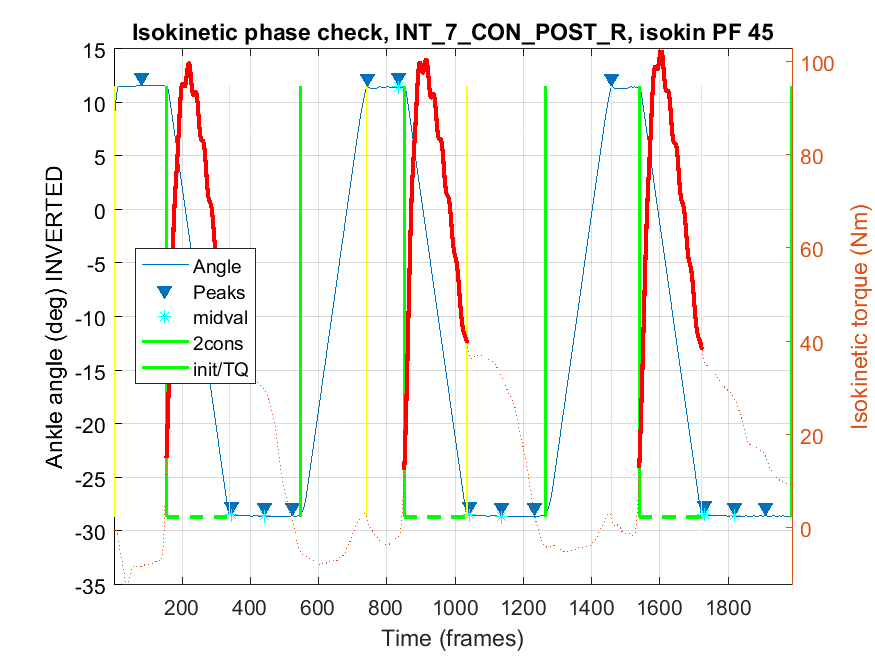 Isokinetic phase check, INT_7_CON_POST_R, isokin PF 45
Ankle angle (deg) INVERTED
15
10
5
0
-5
-10
-15
-20
-25
-30
-35
Angle
Peaks
midval
2cons
init/TQ
100
80
60
40
20
0
Isokinetic torque (Nm)
200 400 600 800 1000 1200 1400 1600 1800
Time (frames)